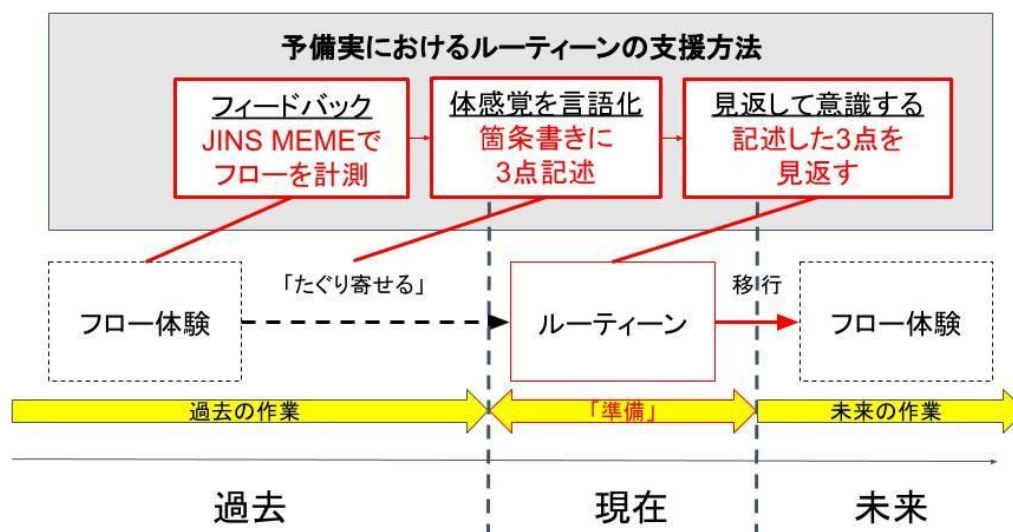 予備実におけるルーティーンの支援方法
フィードバック
JINS MEMEで
フローを計測
体感覚を言語化
箇条書きに
3点記述
見返して意識する
記述した3点を
見返す
フロー体験
「たぐり寄せる」
ルーティーン
移行
フロー体験
過去の作業
「準備」
未来の作業
過去
現在
未来